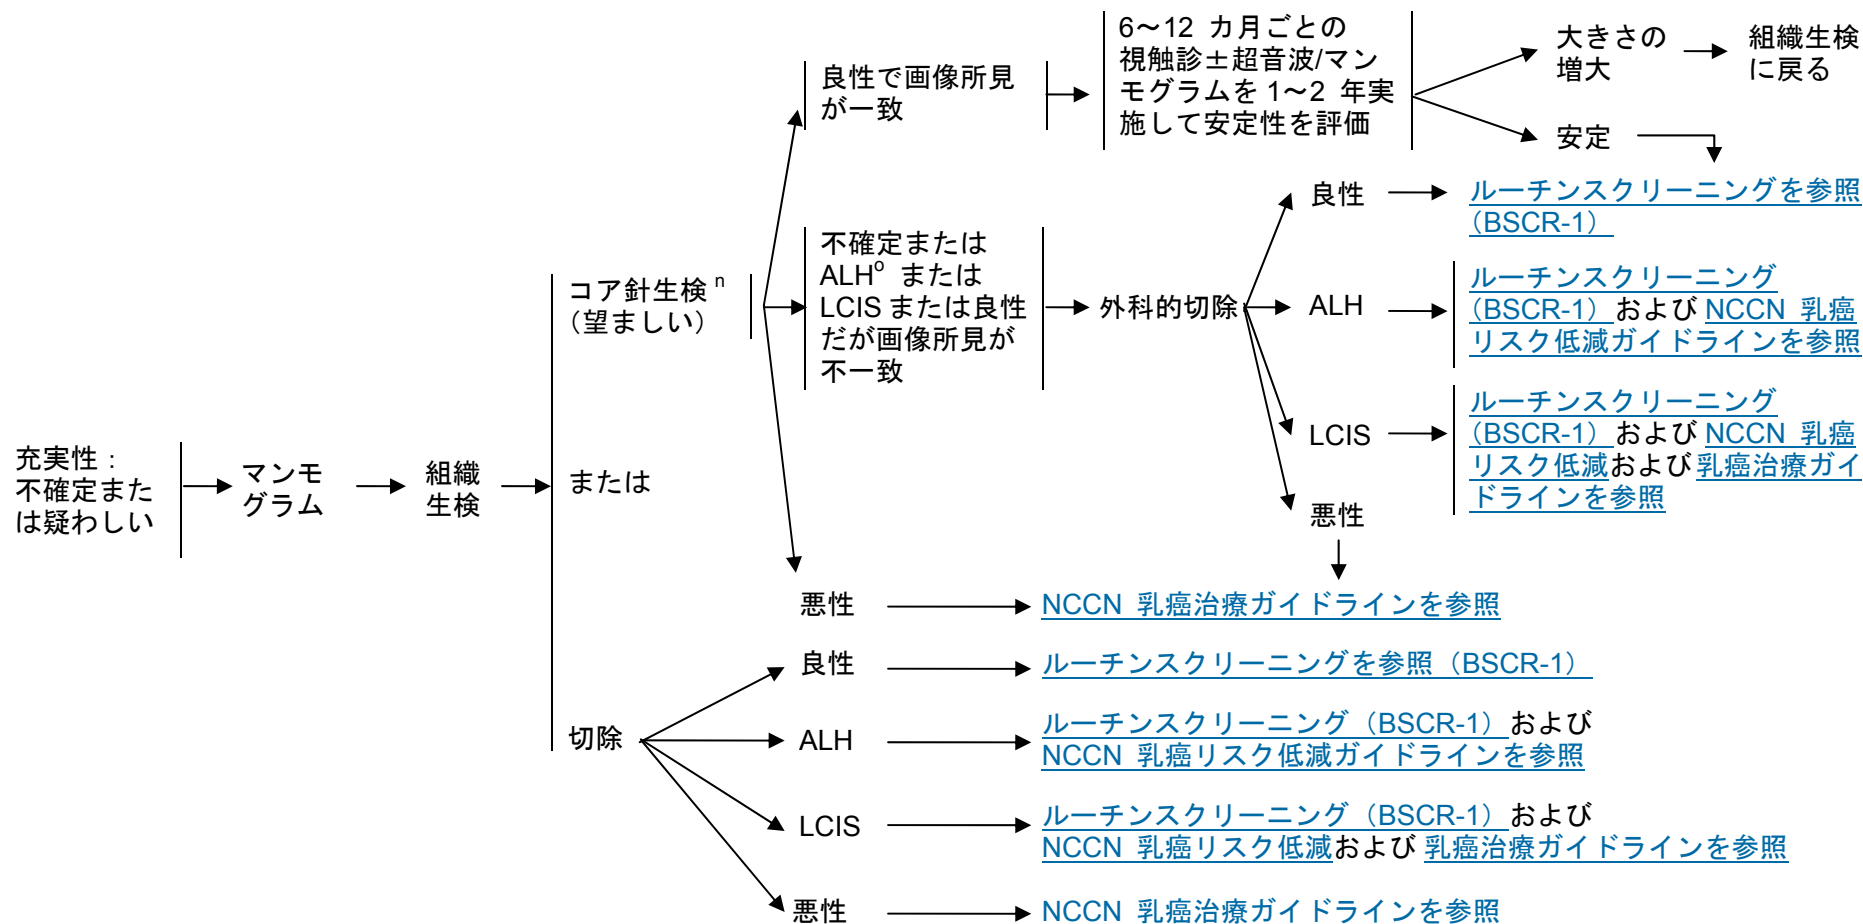 充実性：
不確定また
は疑わしい
マンモ
グラム
組織
生検
コア針生検 n
（望ましい）
または
切除
良性で画像所見
が一致
6～12 カ月ごとの
視触診±超音波/マン
モグラムを 1～2 年実
施して安定性を評価
大きさの
増大
組織生検
に戻る
安定
不確定または
ALHo または
LCIS または良性
だが画像所見が
不一致
外科的切除
良性
ルーチンスクリーニングを参照
（BSCR-1）
ALH
ルーチンスクリーニング
（BSCR-1）および NCCN 乳癌
リスク低減ガイドラインを参照
LCIS
ルーチンスクリーニング
（BSCR-1）および NCCN 乳癌
リスク低減および 乳癌治療ガイ
ドラインを参照
悪性
悪性
NCCN 乳癌治療ガイドラインを参照
良性
ルーチンスクリーニングを参照（BSCR-1）
ALH
ルーチンスクリーニング（BSCR-1）および
NCCN 乳癌リスク低減ガイドラインを参照
LCIS
ルーチンスクリーニング（BSCR-1）および
NCCN 乳癌リスク低減および 乳癌治療ガイドラインを参照
悪性
NCCN 乳癌治療ガイドラインを参照